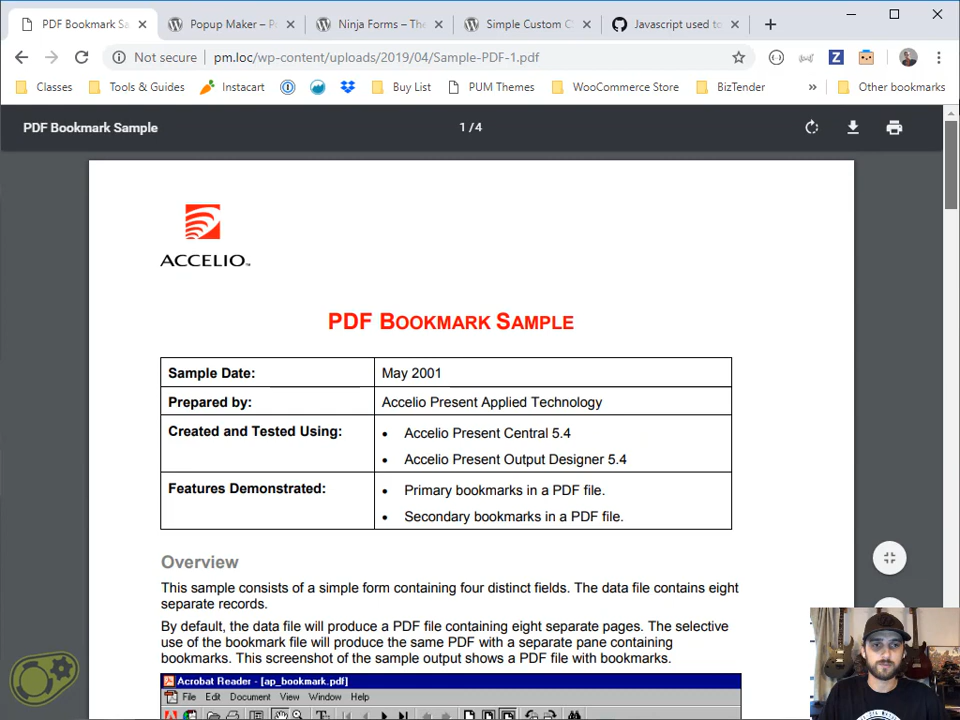 PDF Bookmark Sa
Popup Maker – P
Ninja Forms – The
Simple Custom C
Javascript used to
Not secure
pm.loc/wp-content/uploads/2019/04/Sample-PDF-1.pdf
Classes
Tools & Guides
Instacart
Buy List
PUM Themes
WooCommerce Store
BizTender
»
Other bookmarks
PDF Bookmark Sample
1 / 4
ACCELIO
PDF BOOKMARK SAMPLE
Sample Date:
May 2001
Prepared by:
Accelio Present Applied Technology
Created and Tested Using:
• Accelio Present Central 5.4
• Accelio Present Output Designer 5.4
Features Demonstrated:
• Primary bookmarks in a PDF file.
• Secondary bookmarks in a PDF file.
Overview
This sample consists of a simple form containing four distinct fields. The data file contains eight
separate records.
By default, the data file will produce a PDF file containing eight separate pages. The selective
use of the bookmark file will produce the same PDF with a separate pane containing
bookmarks. This screenshot of the sample output shows a PDF file with bookmarks.
Acrobat Reader - [ap_bookmark.pdf]
File Edit Document View Window Help